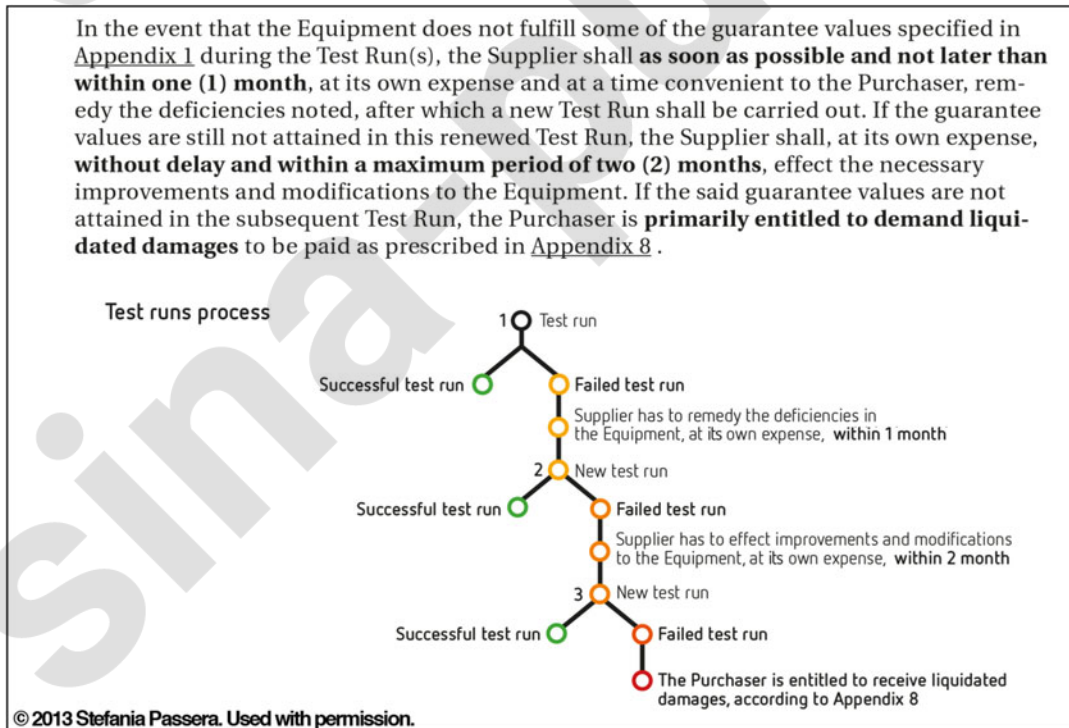 In the event that the Equipment does not fulfill some of the guarantee values specified in
Appendix 1 during the Test Run(s), the Supplier shall as soon as possible and not later than
within one (1) month, at its own expense and at a time convenient to the Purchaser, rem-
edy the deficiencies noted, after which a new Test Run shall be carried out. If the guarantee
values are still not attained in this renewed Test Run, the Supplier shall, at its own expense,
without delay and within a maximum period of two (2) months, effect the necessary
improvements and modifications to the Equipment. If the said guarantee values are not
attained in the subsequent Test Run, the Purchaser is primarily entitled to demand liqui-
dated damages to be paid as prescribed in Appendix 8 .
Test runs process
1 Test run
Successful test run
Failed test run
Supplier has to remedy the deficiencies in
the Equipment, at its own expense, within 1 month
2 New test run
Successful test run
Failed test run
Supplier has to effect improvements and modifications
to the Equipment, at its own expense, within 2 month
3 New test run
Successful test run
Failed test run
The Purchaser is entitled to receive liquidated
damages, according to Appendix 8
© 2013 Stefania Passera. Used with permission.
sina-pu